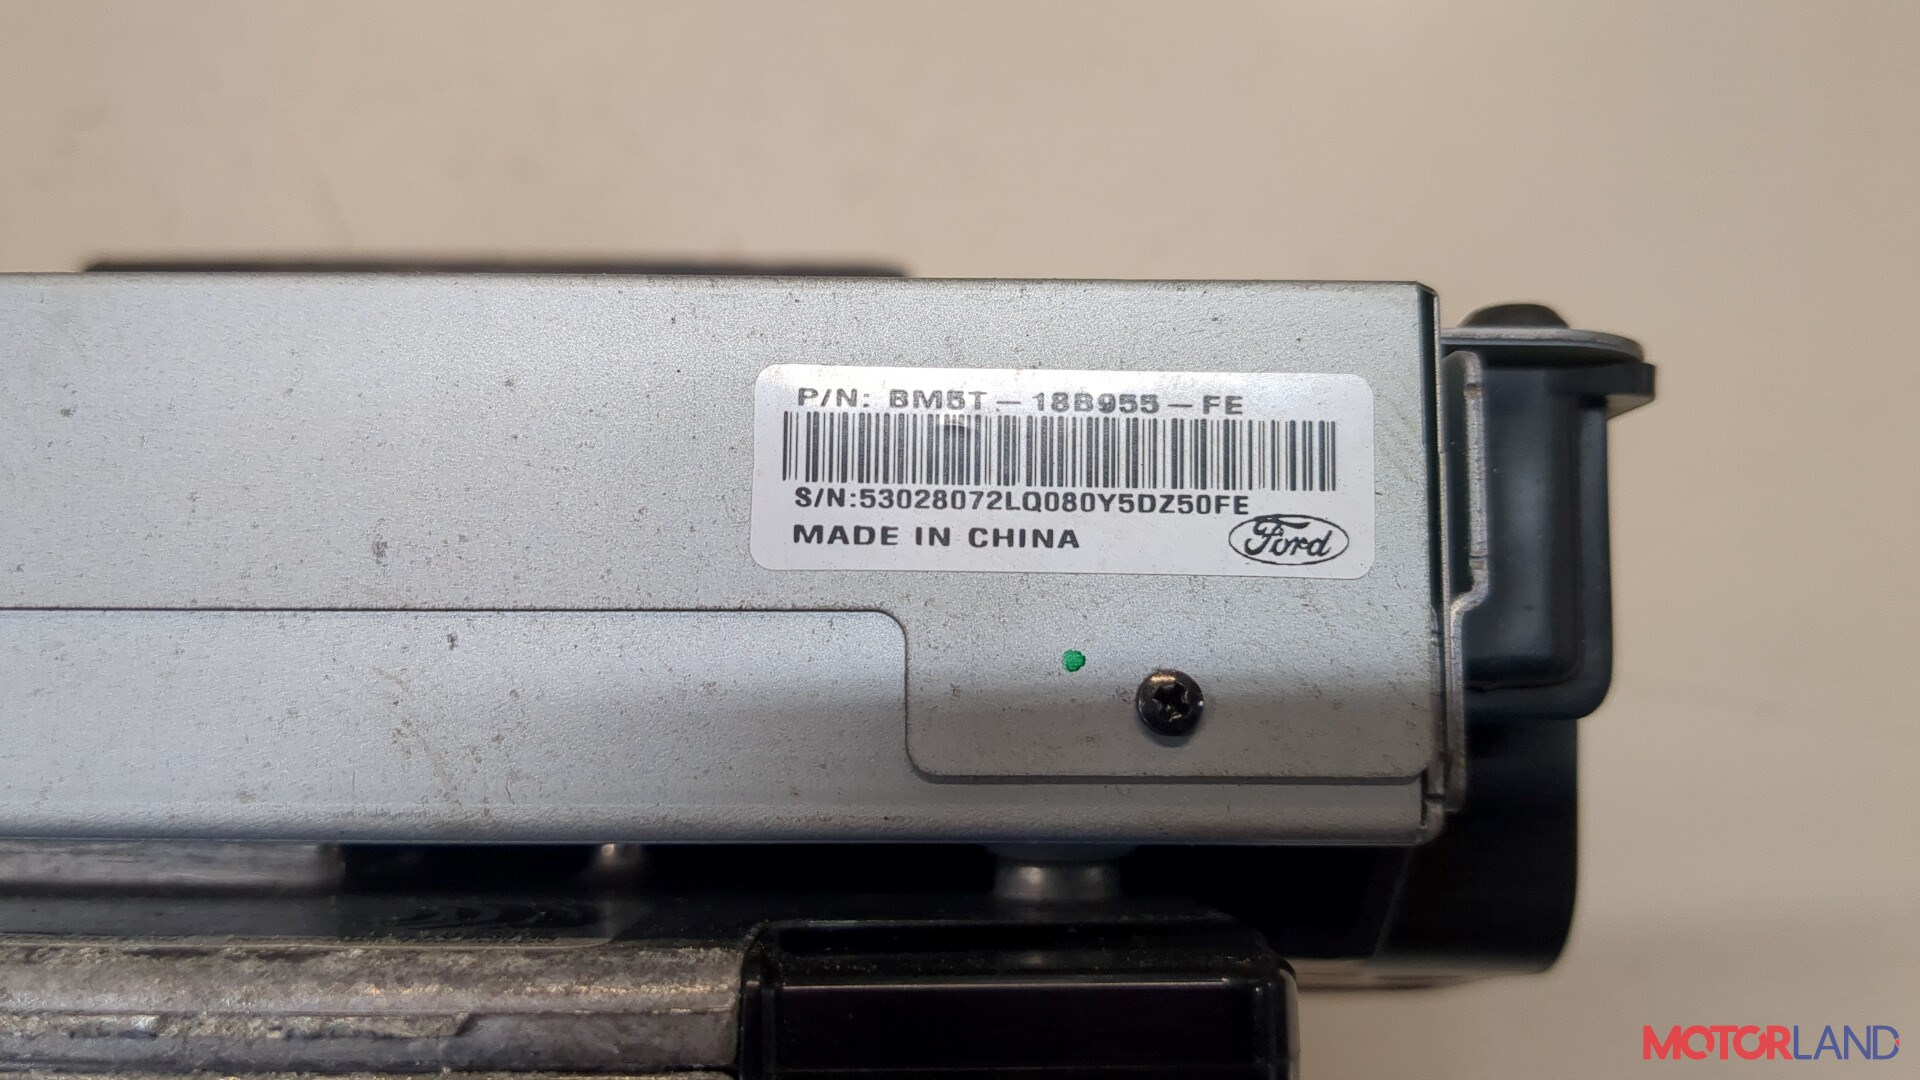 P/N: BM5T-18B955-FE
S/N:53028072LQ080Y5DZ50FE
MADE IN CHINA
Ford
MOTORLAND